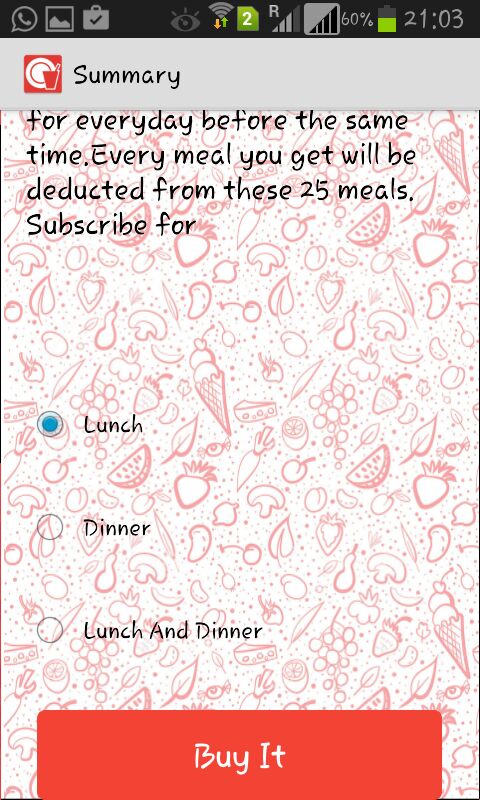 2 R 60% 21:03
Summary
for everyday before the same
time.Every meal you get will be
deducted from these 25 meals.
Subscribe for
Lunch
Dinner
Lunch And Dinner
Buy It